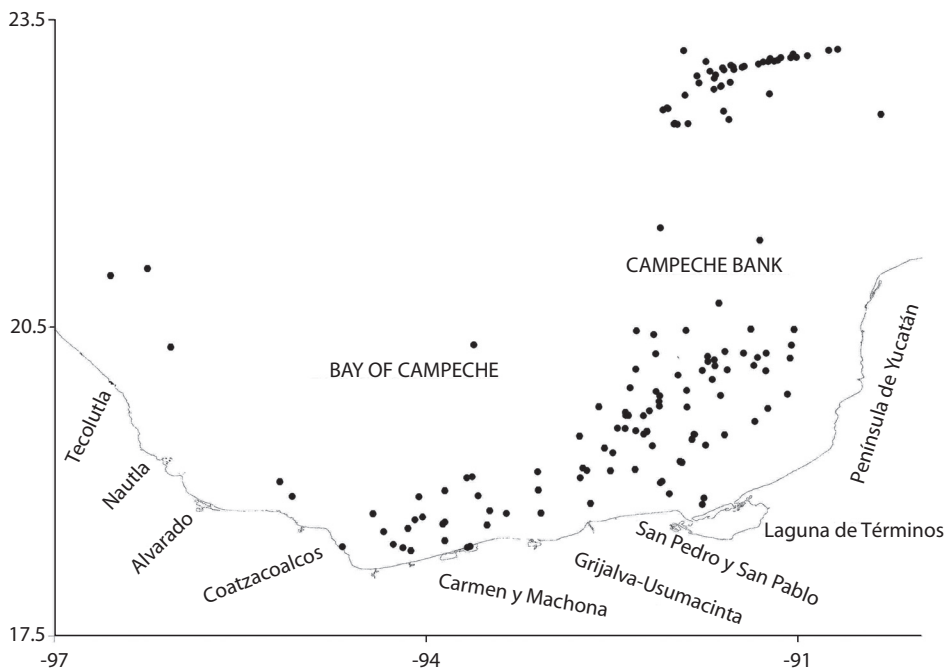 23.5
CAMPECHE BANK
20.5
BAY OF CAMPECHE
Península de Yucatán
Tecolutla
Nautla
Alvarado
Coatzacoalcos
Carmen y Machona
Grijalva-Usumacinta
San Pedro y San Pablo
Laguna de Términos
17.5
-97
-94
-91